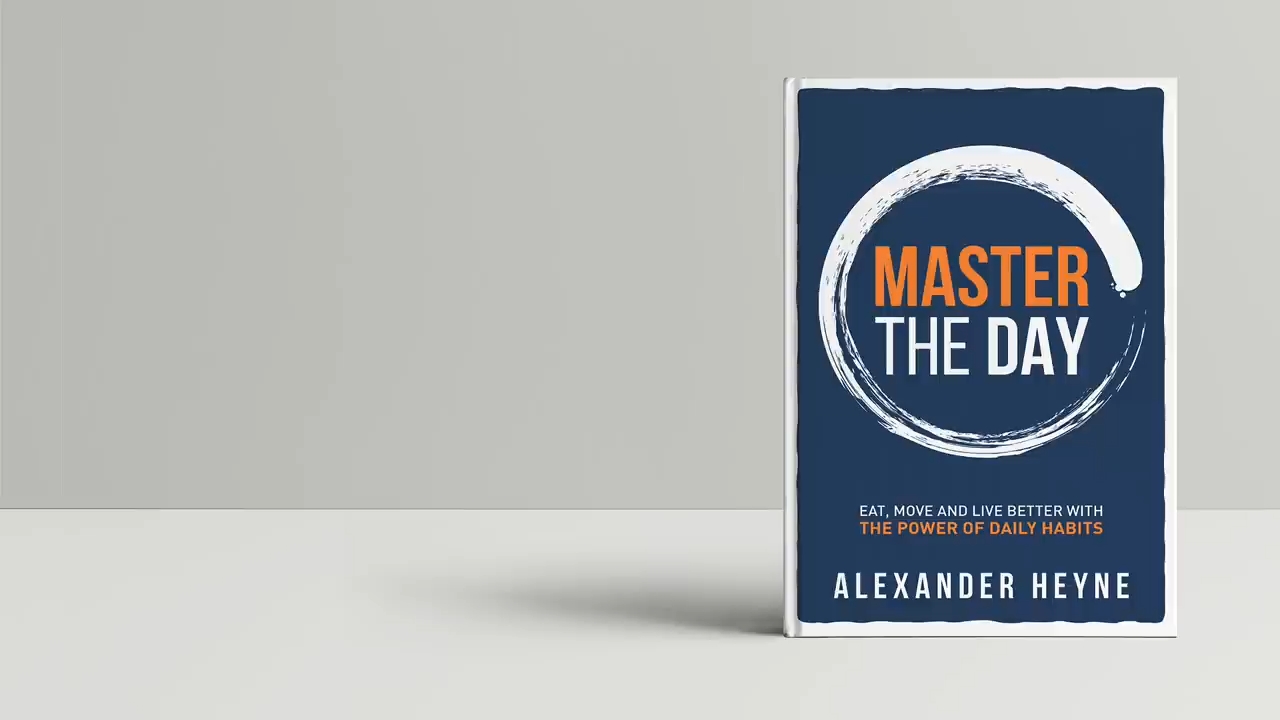 MASTER
THE DAY
EAT, MOVE AND LIVE BETTER WITH
THE POWER OF DAILY HABITS
ALEXANDER HEYNE